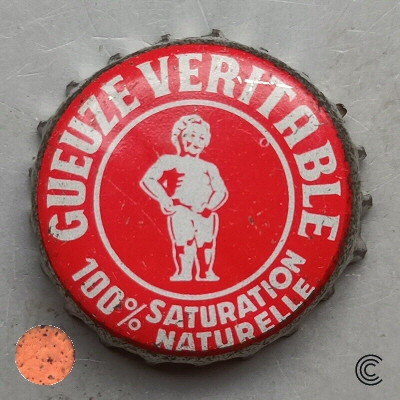 GUEUZE VERITABLE
100% SATURATION
NATURELLE